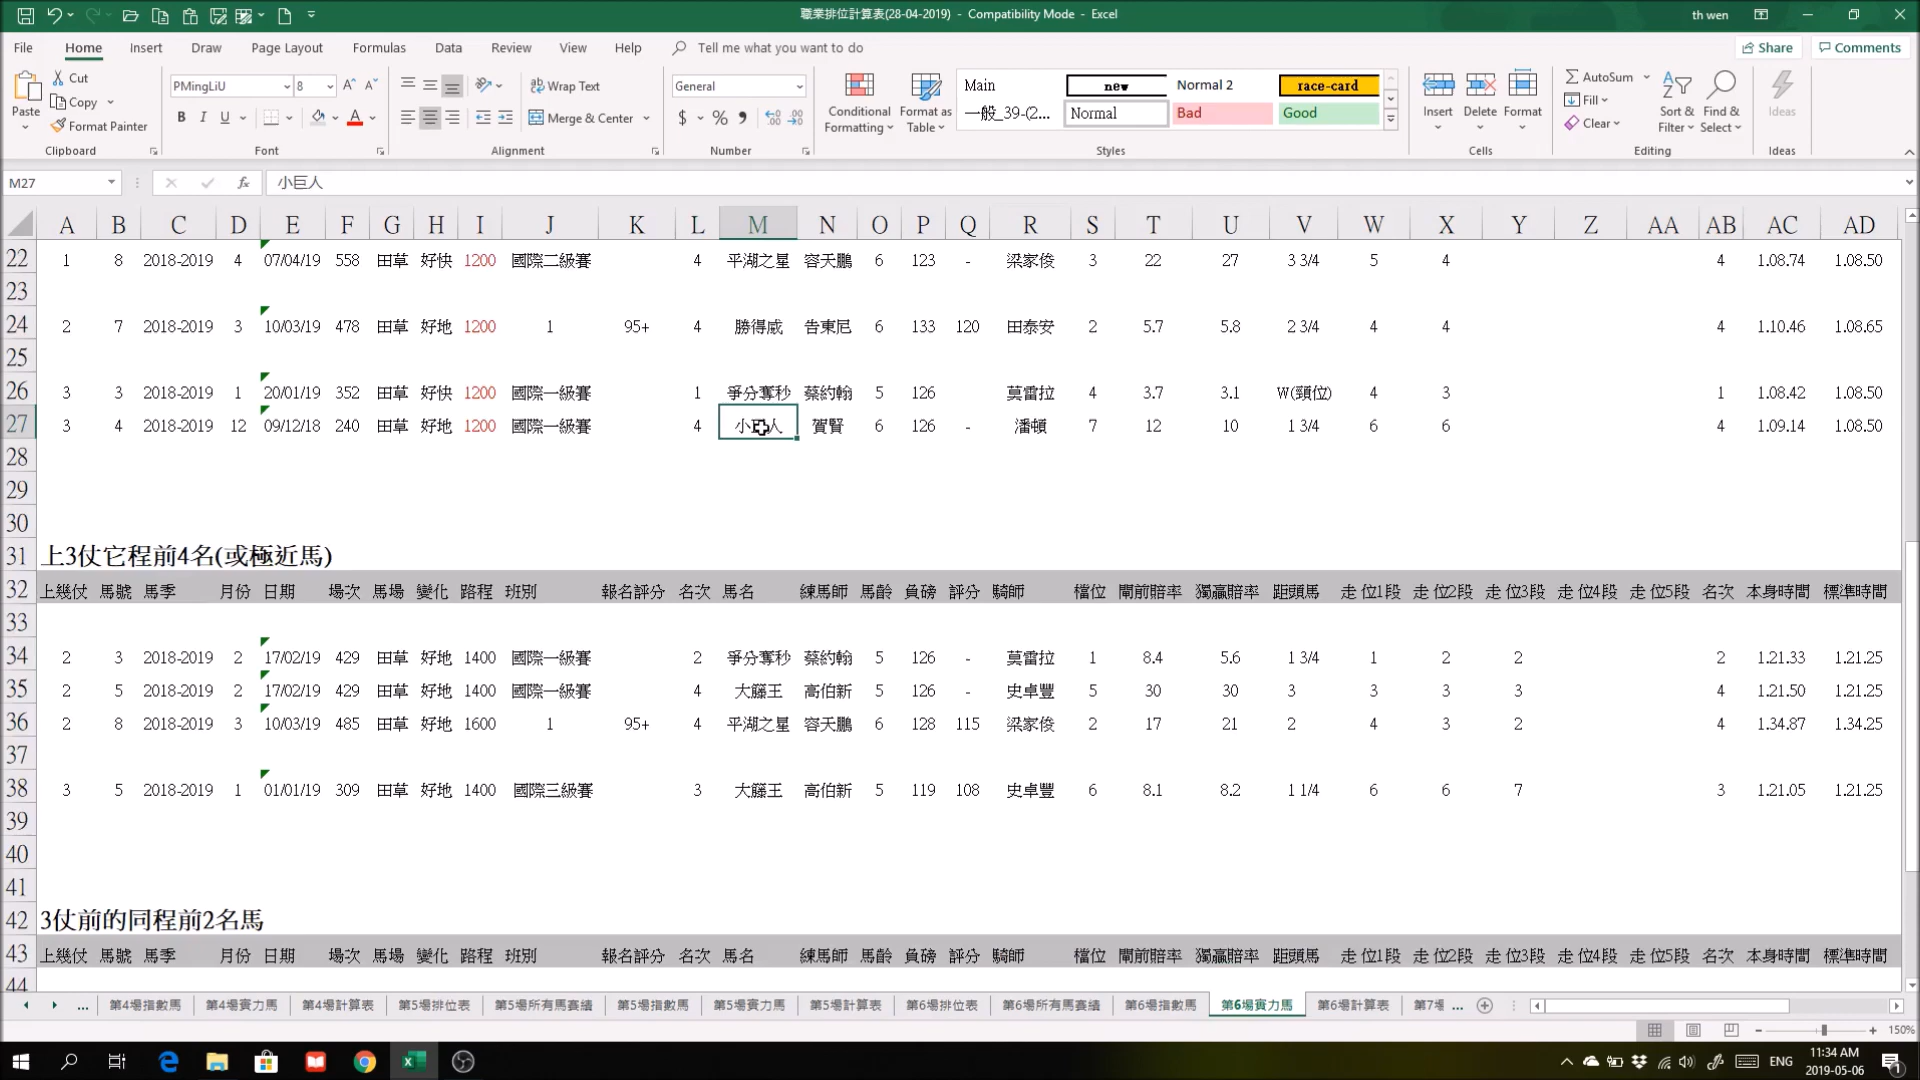 職業排位計算表(28-04-2019) - Compatibility Mode - Excel
th wen
File Home Insert Draw Page Layout Formulas Data Review View Help Tell me what you want to do Share Comments
Paste Cut Copy Format Painter Clipboard
PMingLiU 8 B I U Font
Wrap Text Merge & Center Alignment
General $ % Number
Conditional Formatting Format as Table
Main new Normal 2 race-card
一般_39-(2... Normal Bad Good
Styles
Insert Delete Format Cells
AutoSum Fill Clear Sort & Filter Find & Select Editing
Ideas Ideas
M27 fx 小巨人
A B C D E F G H I J K L M N O P Q R S T U V W X Y Z AA AB AC AD
22 1 8 2018-2019 4 07/04/19 558 田草 好快 1200 國際二級賽 4 平湖之星 容天鵬 6 123 - 梁家俊 3 22 27 3 3/4 5 4 4 1.08.74 1.08.50
23
24 2 7 2018-2019 3 10/03/19 478 田草 好地 1200 1 95+ 4 勝得威 告東尼 6 133 120 田泰安 2 5.7 5.8 2 3/4 4 4 4 1.10.46 1.08.65
25
26 3 3 2018-2019 1 20/01/19 352 田草 好快 1200 國際一級賽 1 爭分奪秒 蔡約翰 5 126 莫雷拉 4 3.7 3.1 W(頸位) 4 3 1 1.08.42 1.08.50
27 3 4 2018-2019 12 09/12/18 240 田草 好地 1200 國際一級賽 4 小巨人 賀賢 6 126 - 潘頓 7 12 10 1 3/4 6 6 4 1.09.14 1.08.50
28
29
30
31 上3仗它程前4名(或極近馬)
32 上幾仗 馬號 馬季 月份 日期 場次 馬場 變化 路程 班別 報名評分 名次 馬名 練馬師 馬齡 負磅 評分 騎師 檔位 閘前賠率 獨贏賠率 距頭馬 走位1段 走位2段 走位3段 走位4段 走位5段 名次 本身時間 標準時間
33
34 2 3 2018-2019 2 17/02/19 429 田草 好地 1400 國際一級賽 2 爭分奪秒 蔡約翰 5 126 - 莫雷拉 1 8.4 5.6 1 3/4 1 2 2 2 1.21.33 1.21.25
35 2 5 2018-2019 2 17/02/19 429 田草 好地 1400 國際一級賽 4 大籐王 高伯新 5 126 - 史卓豐 5 30 30 3 3 3 3 4 1.21.50 1.21.25
36 2 8 2018-2019 3 10/03/19 485 田草 好地 1600 1 95+ 4 平湖之星 容天鵬 6 128 115 梁家俊 2 17 21 2 4 3 2 4 1.34.87 1.34.25
37
38 3 5 2018-2019 1 01/01/19 309 田草 好地 1400 國際三級賽 3 大籐王 高伯新 5 119 108 史卓豐 6 8.1 8.2 1 1/4 6 6 7 3 1.21.05 1.21.25
39
40
41
42 3仗前的同程前2名馬
43 上幾仗 馬號 馬季 月份 日期 場次 馬場 變化 路程 班別 報名評分 名次 馬名 練馬師 馬齡 負磅 評分 騎師 檔位 閘前賠率 獨贏賠率 距頭馬 走位1段 走位2段 走位3段 走位4段 走位5段 名次 本身時間 標準時間
44
... 第4場指數馬 第4場實力馬 第4場計算表 第5場排位表 第5場所有馬賽績 第5場指數馬 第5場實力馬 第5場計算表 第6場排位表 第6場所有馬賽績 第6場指數馬 第6場實力馬 第6場計算表 第7場 ...
150%
ENG 11:34 AM
2019-05-06
1